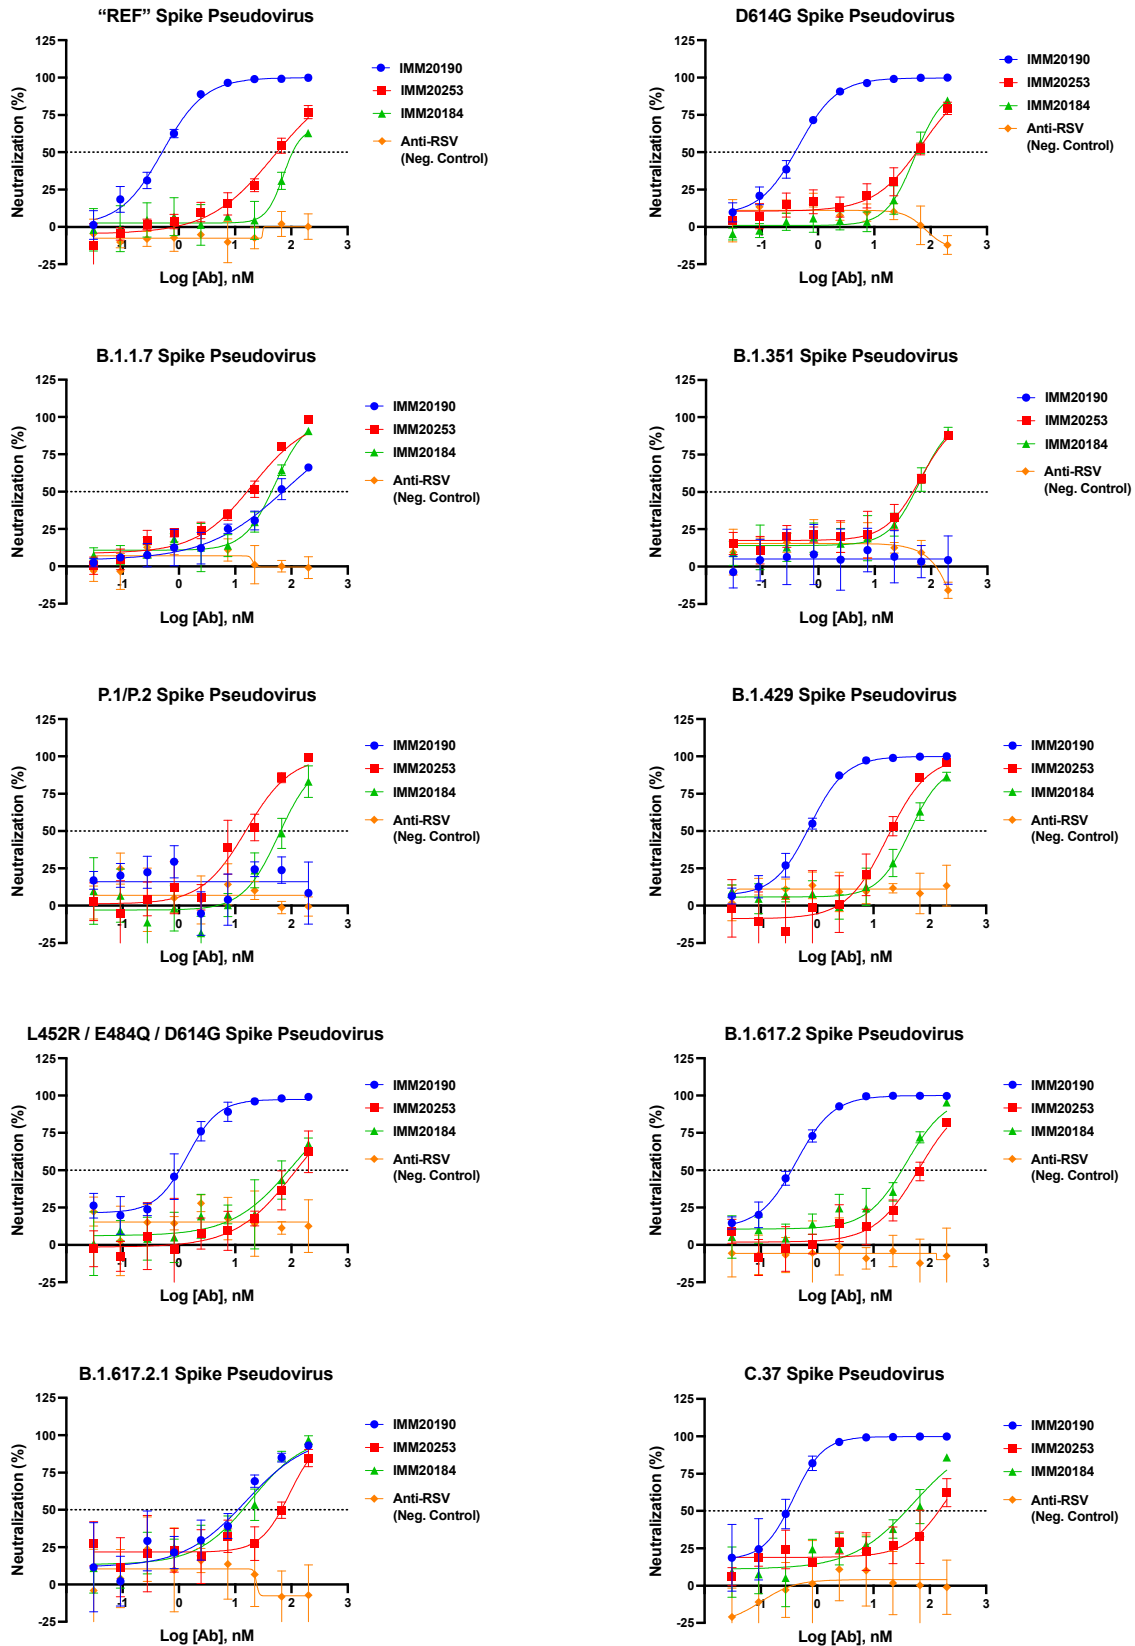 “REF” Spike Pseudovirus
125
100
75
50
25
0
-25
Neutralization (%)
-1
0
1
2
3
Log [Ab], nM
IMM20190
IMM20253
IMM20184
Anti-RSV
(Neg. Control)
D614G Spike Pseudovirus
125
100
75
50
25
0
-25
Neutralization (%)
-1
0
1
2
3
Log [Ab], nM
IMM20190
IMM20253
IMM20184
Anti-RSV
(Neg. Control)
B.1.1.7 Spike Pseudovirus
125
100
75
50
25
0
-25
Neutralization (%)
-1
0
1
2
3
Log [Ab], nM
IMM20190
IMM20253
IMM20184
Anti-RSV
(Neg. Control)
B.1.351 Spike Pseudovirus
125
100
75
50
25
0
-25
Neutralization (%)
-1
0
1
2
3
Log [Ab], nM
IMM20190
IMM20253
IMM20184
Anti-RSV
(Neg. Control)
P.1/P.2 Spike Pseudovirus
125
100
75
50
25
0
-25
Neutralization (%)
-1
0
1
2
3
Log [Ab], nM
IMM20190
IMM20253
IMM20184
Anti-RSV
(Neg. Control)
B.1.429 Spike Pseudovirus
125
100
75
50
25
0
-25
Neutralization (%)
-1
0
1
2
3
Log [Ab], nM
IMM20190
IMM20253
IMM20184
Anti-RSV
(Neg. Control)
L452R / E484Q / D614G Spike Pseudovirus
125
100
75
50
25
0
-25
Neutralization (%)
-1
0
1
2
3
Log [Ab], nM
IMM20190
IMM20253
IMM20184
Anti-RSV
(Neg. Control)
B.1.617.2 Spike Pseudovirus
125
100
75
50
25
0
-25
Neutralization (%)
-1
0
1
2
3
Log [Ab], nM
IMM20190
IMM20253
IMM20184
Anti-RSV
(Neg. Control)
B.1.617.2.1 Spike Pseudovirus
125
100
75
50
25
0
-25
Neutralization (%)
-1
0
1
2
3
Log [Ab], nM
IMM20190
IMM20253
IMM20184
Anti-RSV
(Neg. Control)
C.37 Spike Pseudovirus
125
100
75
50
25
0
-25
Neutralization (%)
-1
0
1
2
3
Log [Ab], nM
IMM20190
IMM20253
IMM20184
Anti-RSV
(Neg. Control)